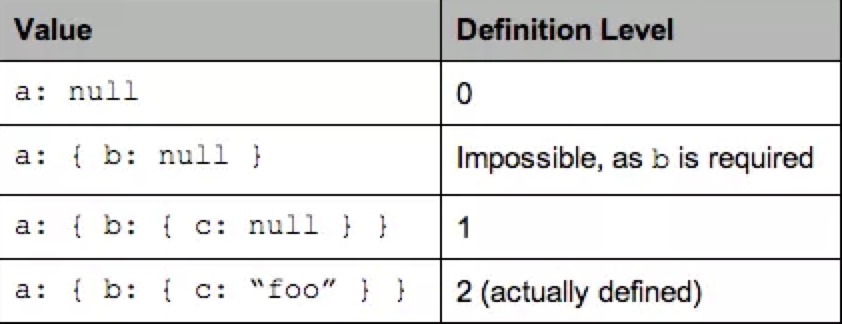 Value Definition Level
a: null 0
a: { b: null } Impossible, as b is required
a: { b: { c: null } } 1
a: { b: { c: “foo” } } 2 (actually defined)